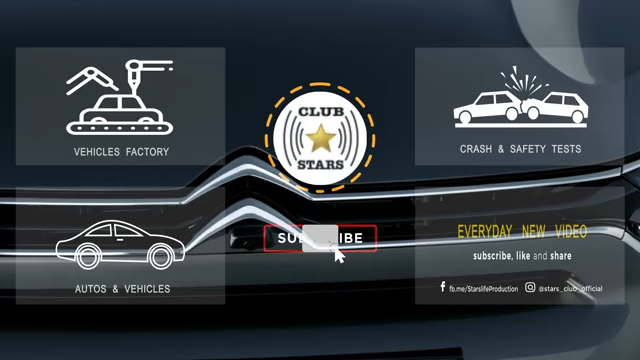 VEHICLES FACTORY
CLUB
STARS
CRASH & SAFETY TESTS
AUTOS & VEHICLES
EVERYDAY NEW VIDEO
subscribe, like and share
fb.me/StarslifeProduction
@stars_club_official